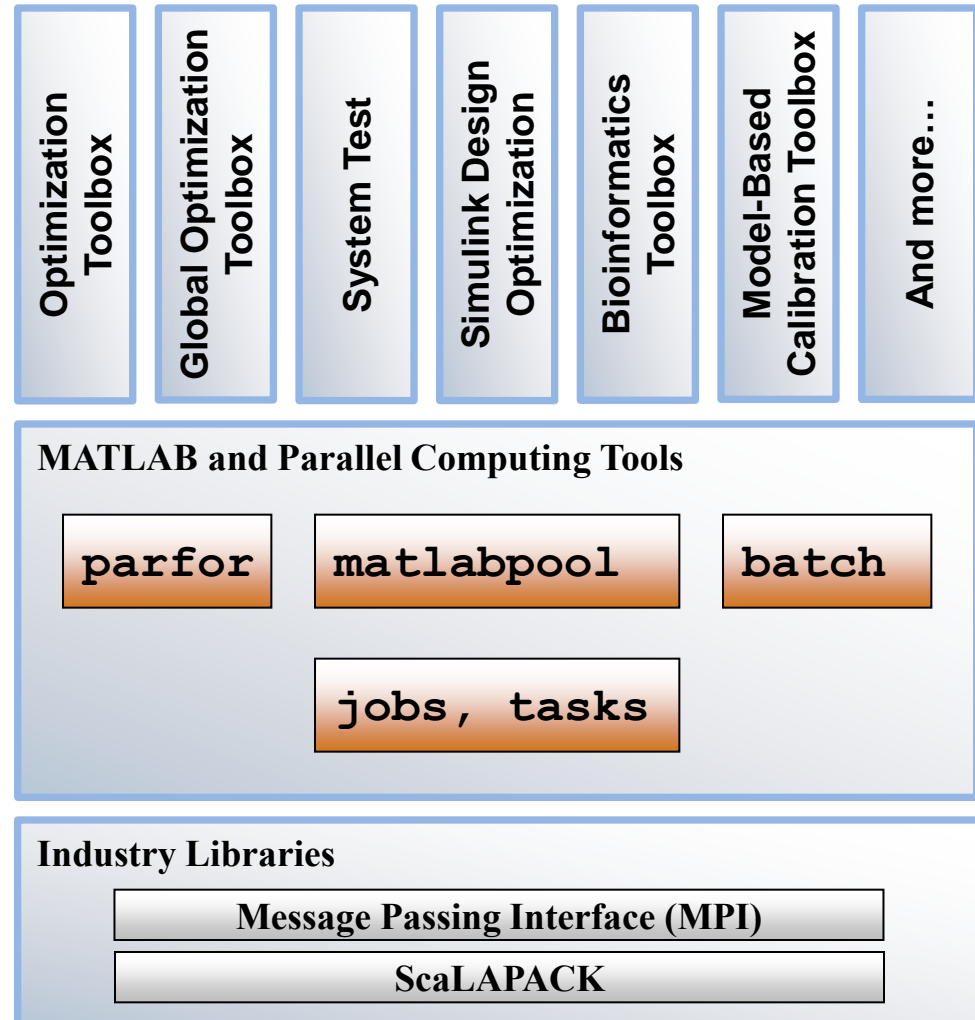 Optimization
Toolbox
Global Optimization
Toolbox
System Test
Simulink Design
Optimization
Bioinformatics
Toolbox
Model-Based
Calibration Toolbox
And more…
MATLAB and Parallel Computing Tools
parfor
matlabpool
batch
jobs, tasks
Industry Libraries
Message Passing Interface (MPI)
ScaLAPACK